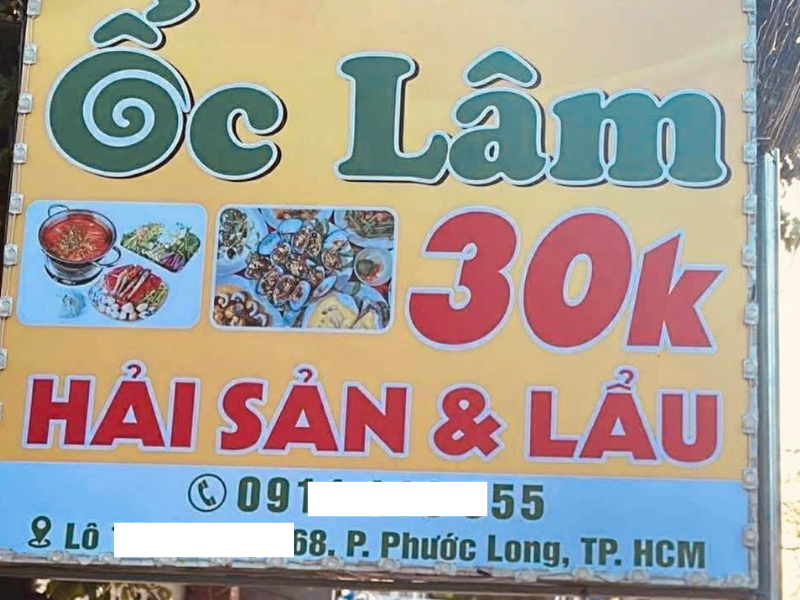 Ốc Lâm
30k
HẢI SẢN & LẨU
091 55
Lô 68, P. Phước Long, TP. HCM